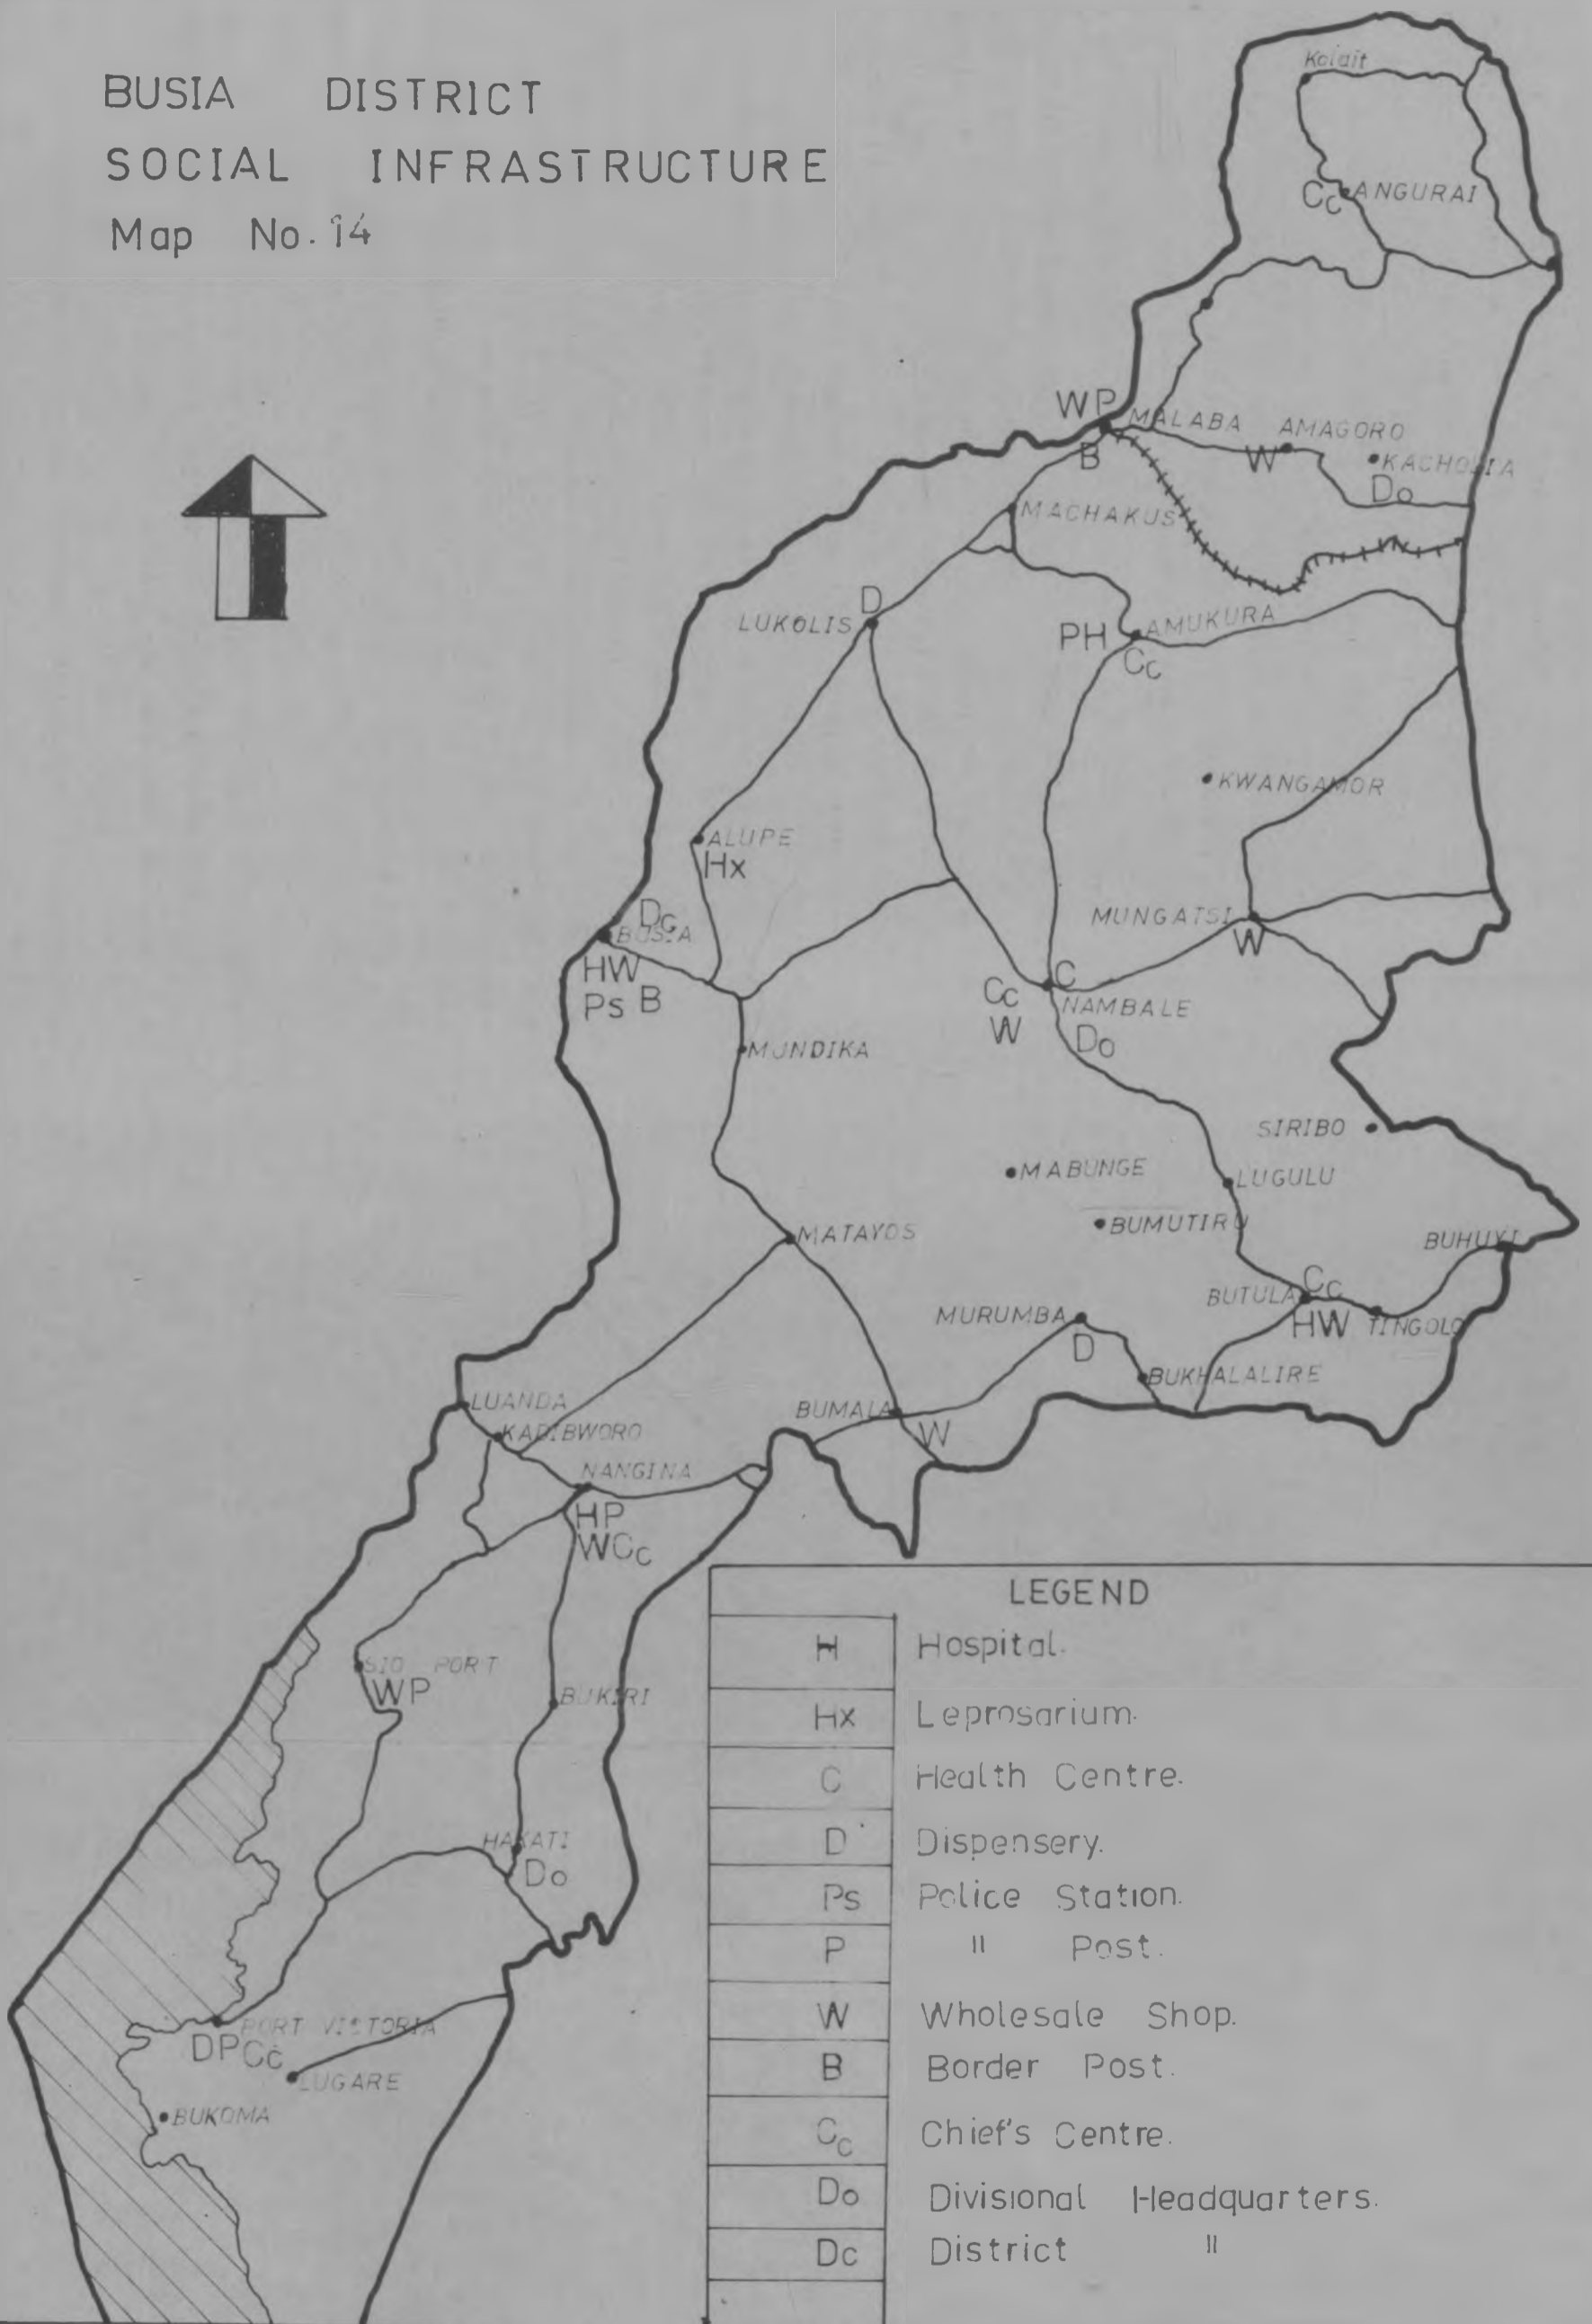 BUSIA DISTRICT
SOCIAL INFRASTRUCTURE
Map No. 14
Kolait
Cc ANGURAI
WP MALABA
B
AMAGORO
W
KACHOLIA
Do
MACHAKUS
D
LUKOLIS
PH AMUKURA
Cc
KWANGAMOR
ALUPE
Hx
Dc
BUSIA
HW
Ps B
MUNGATSI
W
C
Cc NAMBALE
W Do
MUNDIKA
SIRIBO
MABUNGE
LUGULU
BUMUTIRU
MATAYOS
BUHUYI
Cc
BUTULA
HW TINGOLO
MURUMBA
D
BUKHALALIRE
LUANDA
BUMALA
W
KADIBWORO
NANGINA
HP
WCc
SIO PORT
WP
BUKIRI
HAKATI
Do
PORT VICTORIA
DPCc
LUGARE
BUKOMA
LEGEND
H Hospital.
Hx Leprosarium.
C Health Centre.
D Dispensery.
Ps Police Station.
P " Post.
W Wholesale Shop.
B Border Post.
Cc Chief's Centre.
Do Divisional Headquarters.
Dc District "